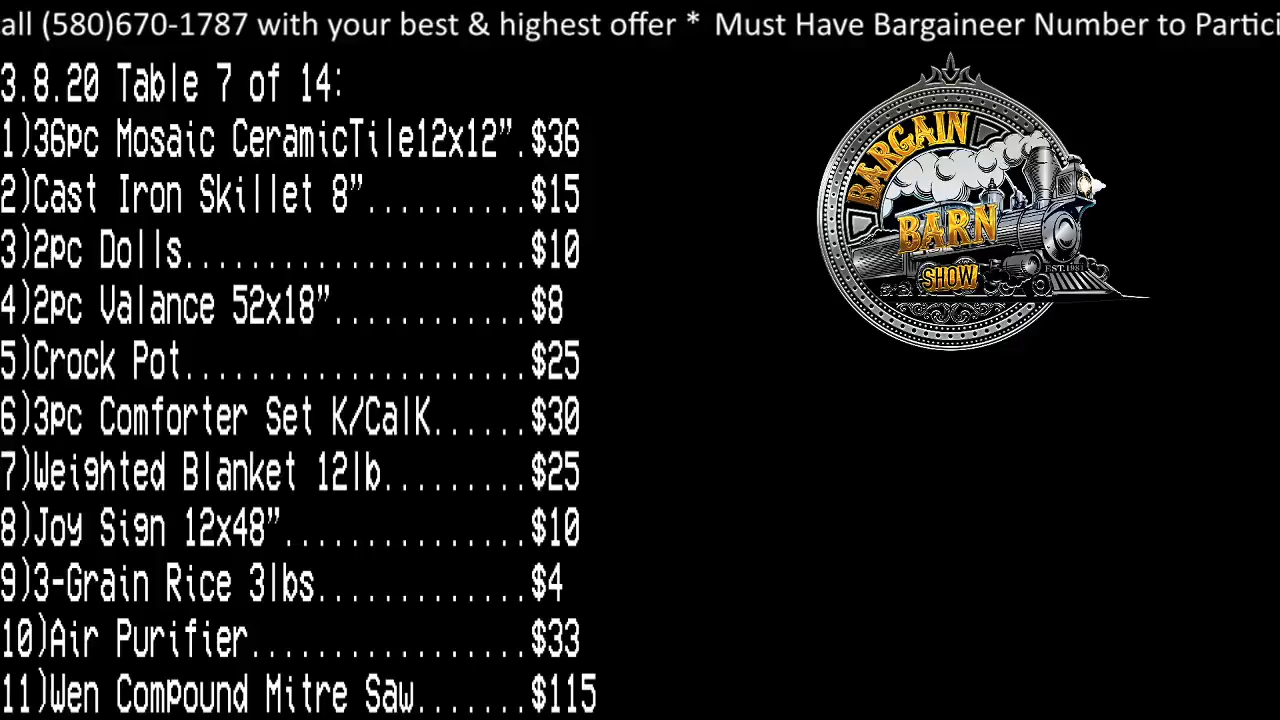 all (580)670-1787 with your best & highest offer * Must Have Bargaineer Number to Partici
3.8.20 Table 7 of 14:
1)36pc Mosaic CeramicTile12x12”.$36
2)Cast Iron Skillet 8”..........$15
3)2pc Dolls.....................$10
4)2pc Valance 52x18”............$8
5)Crock Pot.....................$25
6)3pc Comforter Set K/CalK......$30
7)Weighted Blanket 12lb.........$25
8)Joy Sign 12x48”...............$10
9)3-Grain Rice 3lbs.............$4
10)Air Purifier.................$33
11)Wen Compound Mitre Saw.......$115
BARGAIN
BARN
SHOW